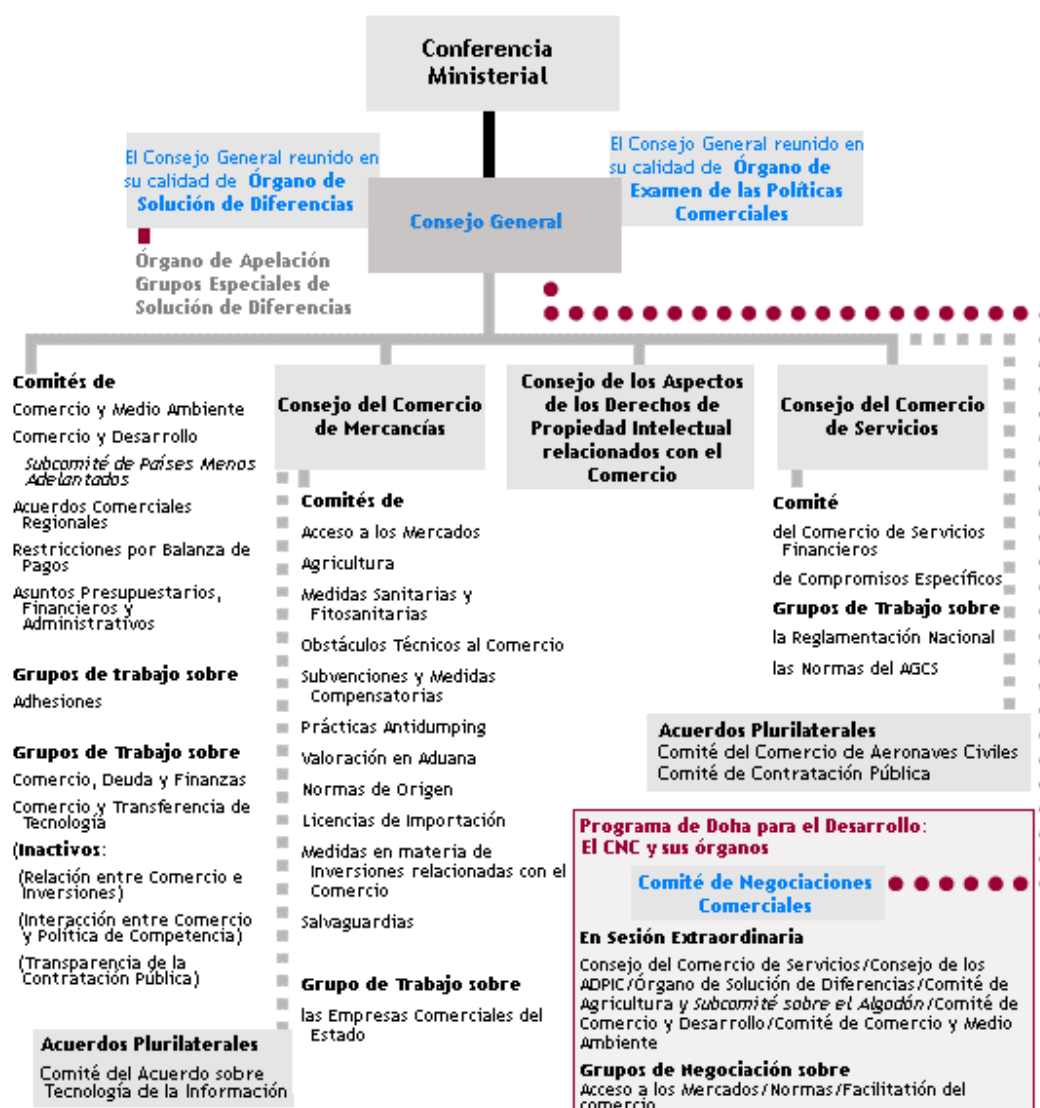 Conferencia
Ministerial
El Consejo General reunido en
su calidad de Órgano de
Solución de Diferencias
El Consejo General reunido en
su calidad de Órgano de
Examen de las Políticas
Comerciales
Consejo General
Órgano de Apelación
Grupos Especiales de
Solución de Diferencias
Comités de
Comercio y Medio Ambiente
Comercio y Desarrollo
Subcomité de Países Menos
Adelantados
Acuerdos Comerciales
Regionales
Restricciones por Balanza de
Pagos
Asuntos Presupuestarios,
Financieros y
Administrativos
Grupos de trabajo sobre
Adhesiones
Grupos de Trabajo sobre
Comercio, Deuda y Finanzas
Comercio y Transferencia de
Tecnología
(Inactivos:
(Relación entre Comercio e
Inversiones)
(Interacción entre Comercio
y Política de Competencia)
(Transparencia de la
Contratación Pública)
Acuerdos Plurilaterales
Comité del Acuerdo sobre
Tecnología de la Información
Consejo del Comercio
de Mercancías
Comités de
Acceso a los Mercados
Agricultura
Medidas Sanitarias y
Fitosanitarias
Obstáculos Técnicos al Comercio
Subvenciones y Medidas
Compensatorias
Prácticas Antidumping
Valoración en Aduana
Normas de Origen
Licencias de Importación
Medidas en materia de
Inversiones relacionadas con el
Comercio
Salvaguardias
Grupo de Trabajo sobre
las Empresas Comerciales del
Estado
Consejo de los Aspectos
de los Derechos de
Propiedad Intelectual
relacionados con el
Comercio
Consejo del Comercio
de Servicios
Comité
del Comercio de Servicios
Financieros
de Compromisos Específicos
Grupos de Trabajo sobre
la Reglamentación Nacional
las Normas del AGCS
Acuerdos Plurilaterales
Comité del Comercio de Aeronaves Civiles
Comité de Contratación Pública
Programa de Doha para el Desarrollo:
El CNC y sus órganos
Comité de Negociaciones
Comerciales
En Sesión Extraordinaria
Consejo del Comercio de Servicios/Consejo de los
ADPIC/Órgano de Solución de Diferencias/Comité de
Agricultura y Subcomité sobre el Algodón/Comité de
Comercio y Desarrollo/Comité de Comercio y Medio
Ambiente
Grupos de Negociación sobre
Acceso a los Mercados/Normas/Facilitatión del
comercio